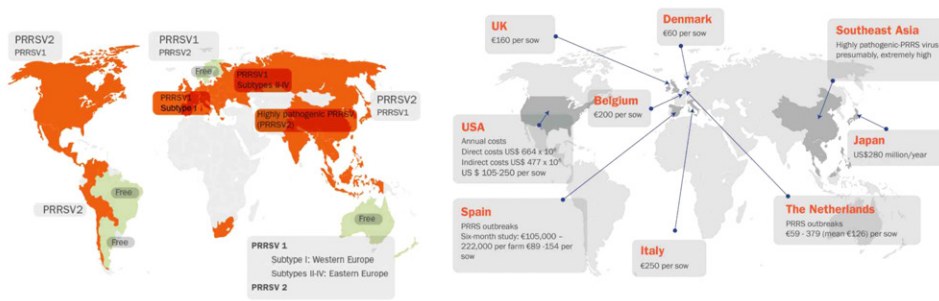 PRRSV2
PRRSV1
PRRSV1
PRRSV2
Free
PRRSV1
Subtypes II-IV
PRRSV1
Subtype I
Highly pathogenic PRRSV
(PRRSV2)
PRRSV2
PRRSV1
Free
PRRSV2
Free
Free
PRRSV 1
Subtype I: Western Europe
Subtypes II-IV: Eastern Europe
PRRSV 2
UK
€160 per sow
Denmark
€60 per sow
Southeast Asia
Highly pathogenic-PRRS virus
presumably, extremely high
Belgium
€200 per sow
USA
Annual costs
Direct costs US$ 664 x 10⁶
Indirect costs US$ 477 x 10
US $ 105-250 per sow
Japan
US$280 million/year
Spain
PRRS outbreaks
Six-month study: €105,000 –
222,000 per farm €89 -154 per
sow
Italy
€250 per sow
The Netherlands
PRRS outbreaks
€59 - 379 (mean €126) per sow